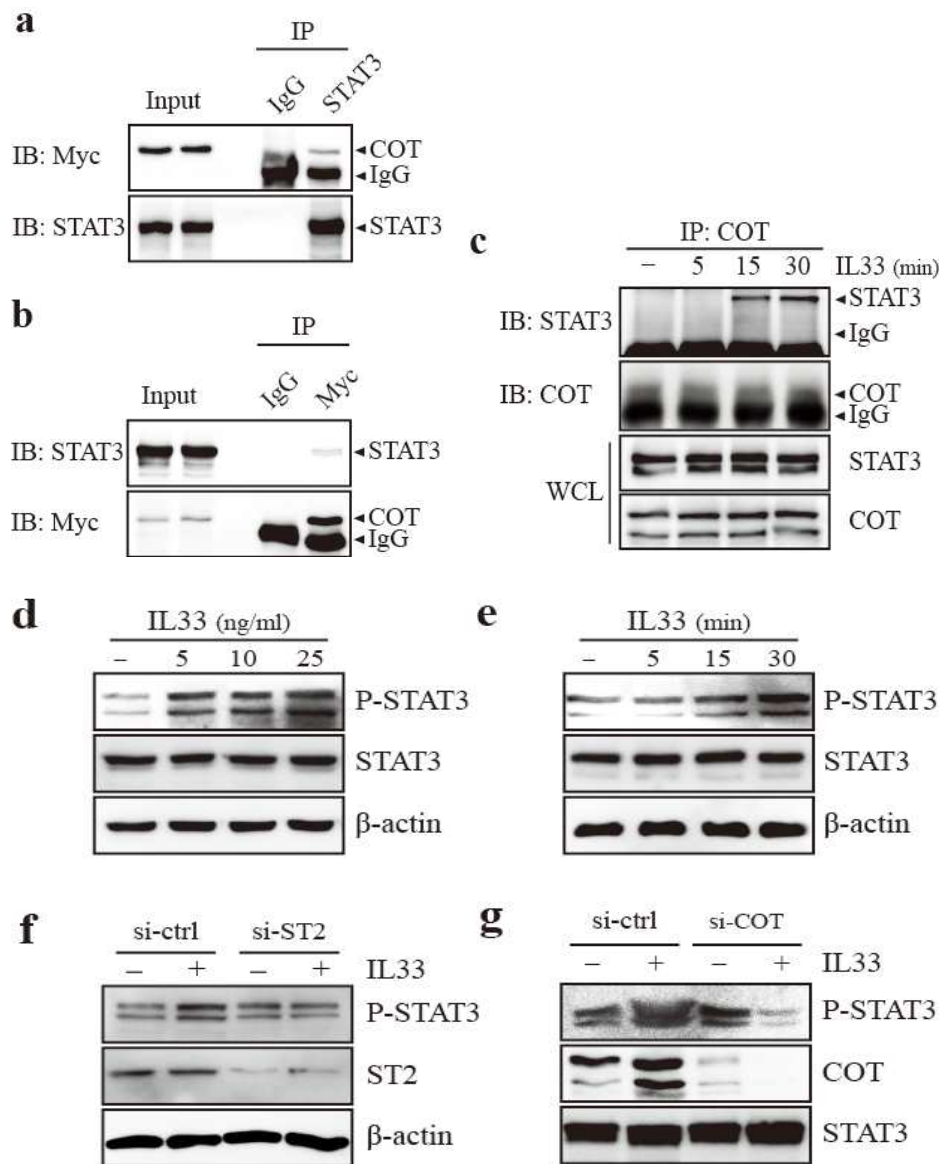 a
IP
Input IgG STAT3
IB: Myc
COT
IgG
IB: STAT3
STAT3
b
IP
Input IgG Myc
IB: STAT3
STAT3
IB: Myc
COT
IgG
c
IP: COT
– 5 15 30 IL33 (min)
IB: STAT3
STAT3
IgG
IB: COT
COT
IgG
WCL
STAT3
COT
d
IL33 (ng/ml)
– 5 10 25
P-STAT3
STAT3
β-actin
e
IL33 (min)
– 5 15 30
P-STAT3
STAT3
β-actin
f
si-ctrl si-ST2
– + – + IL33
P-STAT3
ST2
β-actin
g
si-ctrl si-COT
– + – + IL33
P-STAT3
COT
STAT3